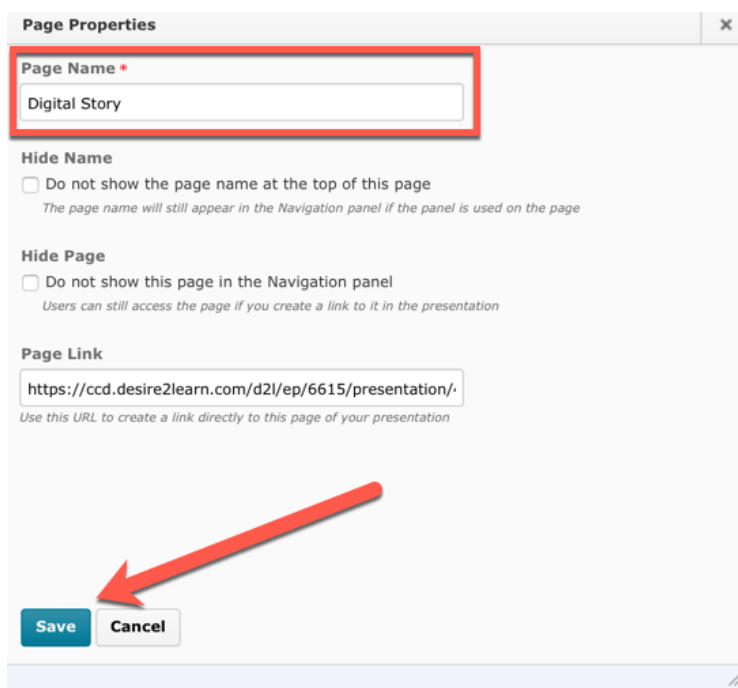 Page Properties
Page Name *
Digital Story
Hide Name
Do not show the page name at the top of this page
The page name will still appear in the Navigation panel if the panel is used on the page
Hide Page
Do not show this page in the Navigation panel
Users can still access the page if you create a link to it in the presentation
Page Link
https://ccd.desire2learn.com/d2l/ep/6615/presentation/
Use this URL to create a link directly to this page of your presentation
Save Cancel